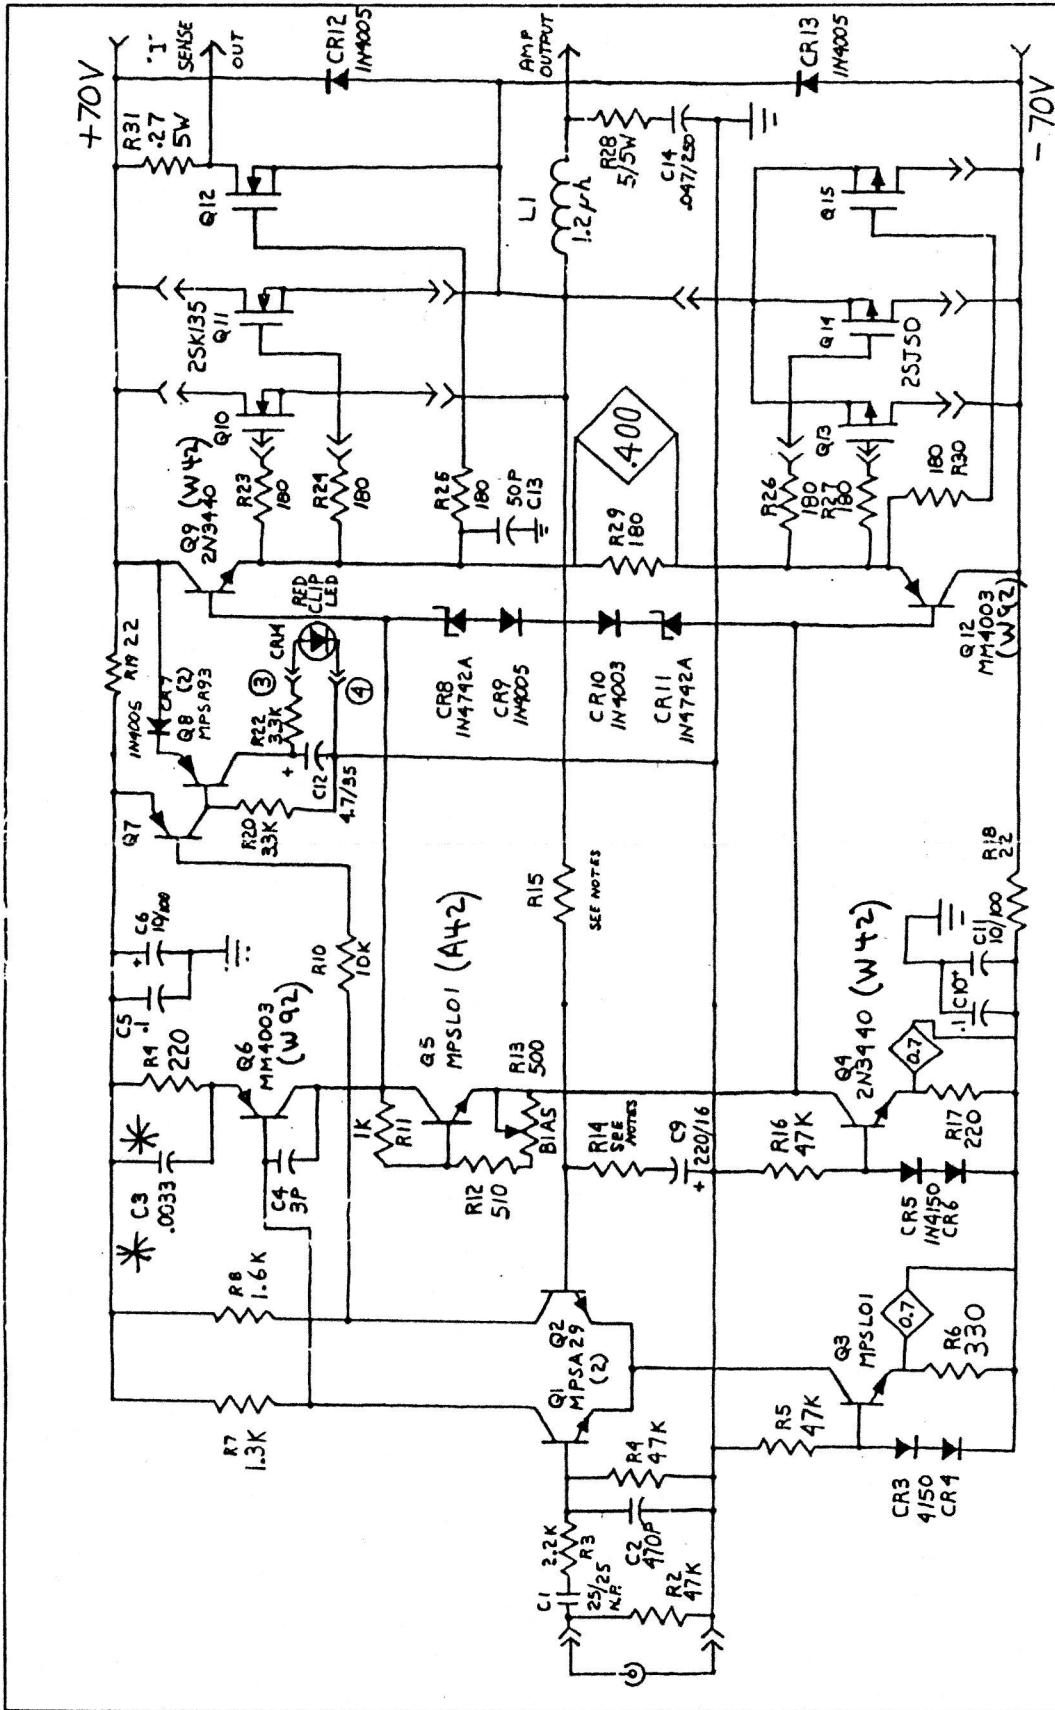 +70V
"I"
SENSE
OUT
R31
.27
5W
CR12
1N4005
AMP
OUTPUT
CR13
1N4005
-70V
Q12
L1
1.2µh
R28
5/5W
C14
.047/250
Q15
2SK135
Q11
Q14
2SJ50
Q10
Q13
Q9 (W42)
2N3440
R23
180
R24
180
R26
180
50P
C13
.400
R29
180
R26
180
R27
180
180
R30
R19 22
RED
CLIP
LED
CR14
3
4
CR8
1N4742A
CR9
1N4005
CR10
1N4003
CR11
1N4742A
Q12
MM4003
(W92)
1N4005
CR7
Q8 (2)
MPSA93
R22
3.3K
+
C12
4.7/35
Q7
R20
33K
R15
SEE NOTES
R18
22
C6
+
10/100
C5
.1
R10
10K
C11
10/100
C10
+
.1
R4
220
Q6
MM4003
(W92)
Q5
MPSL01 (A42)
R13
500
BIAS
1K
R11
R12
510
R14
SEE
NOTES
C9
+ 220/16
Q4
2N3440 (W42)
0.7
R16
47K
R17
220
CR5
1N4150
CR6
C3
.0033
C4
3P
R8
1.6K
R7
1.3K
Q2
Q1
MPSA29
(2)
Q3
MPSL01
0.7
R6
330
R5
47K
CR3
4150
CR4
R4
47K
2.2K
R3
C2
470P
C1
25/25
N.P.
R2
47K